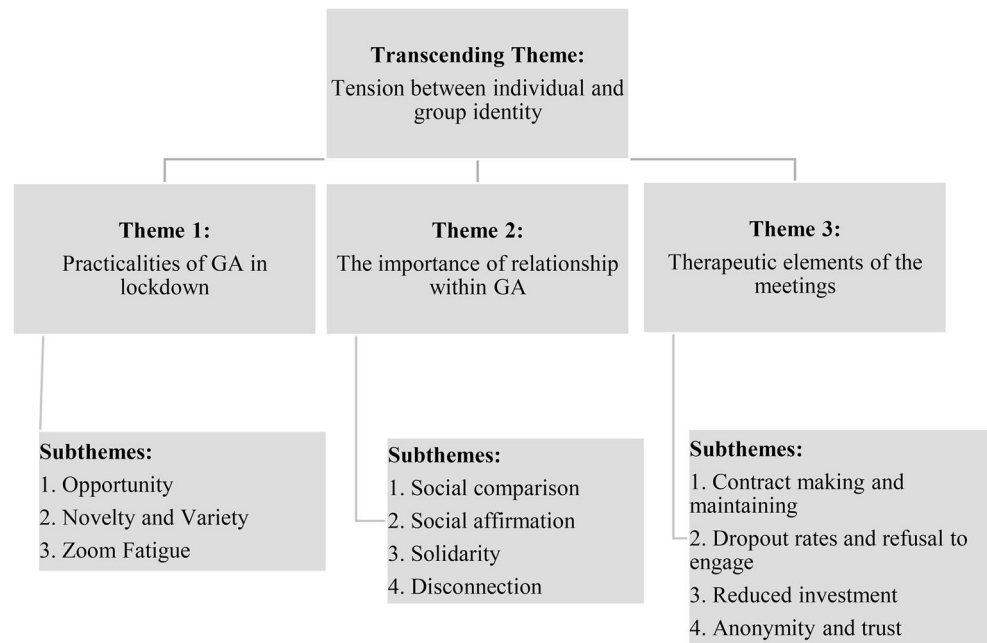 Transcending Theme:
Tension between individual and
group identity
Theme 1:
Practicalities of GA in
lockdown
Theme 2:
The importance of relationship
within GA
Theme 3:
Therapeutic elements of the
meetings
Subthemes:
1. Opportunity
2. Novelty and Variety
3. Zoom Fatigue
Subthemes:
1. Social comparison
2. Social affirmation
3. Solidarity
4. Disconnection
Subthemes:
1. Contract making and
maintaining
2. Dropout rates and refusal to
engage
3. Reduced investment
4. Anonymity and trust